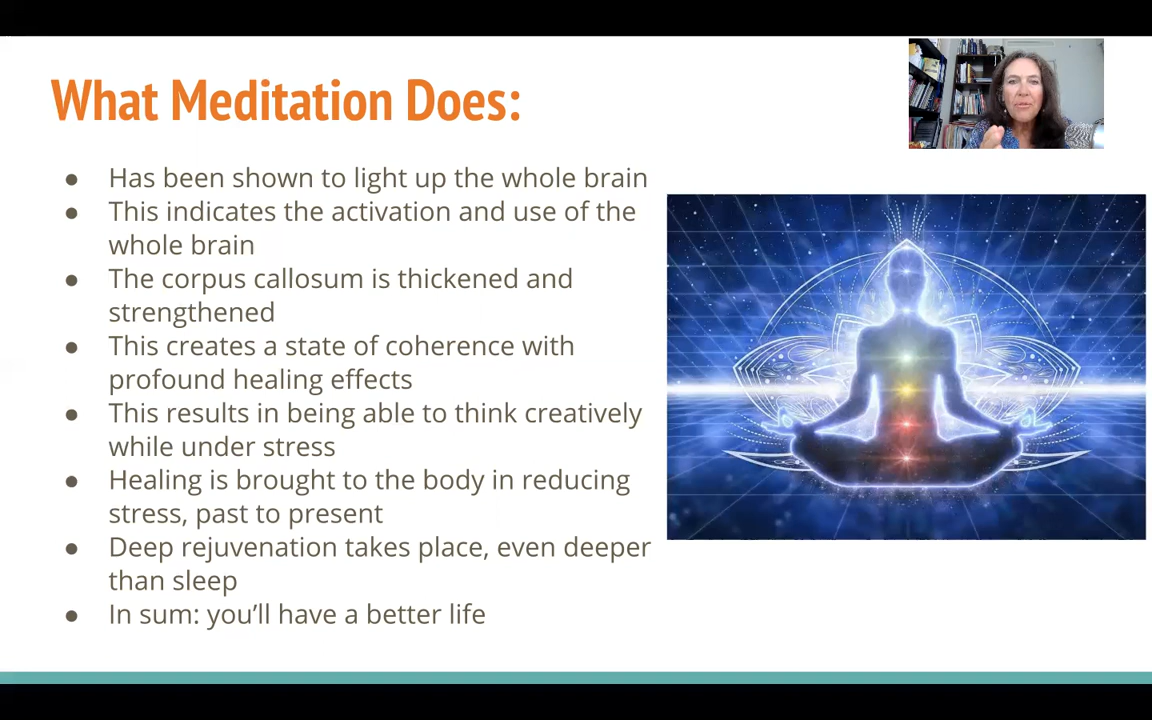 What Meditation Does:
● Has been shown to light up the whole brain
● This indicates the activation and use of the
whole brain
● The corpus callosum is thickened and
strengthened
● This creates a state of coherence with
profound healing effects
● This results in being able to think creatively
while under stress
● Healing is brought to the body in reducing
stress, past to present
● Deep rejuvenation takes place, even deeper
than sleep
● In sum: you’ll have a better life